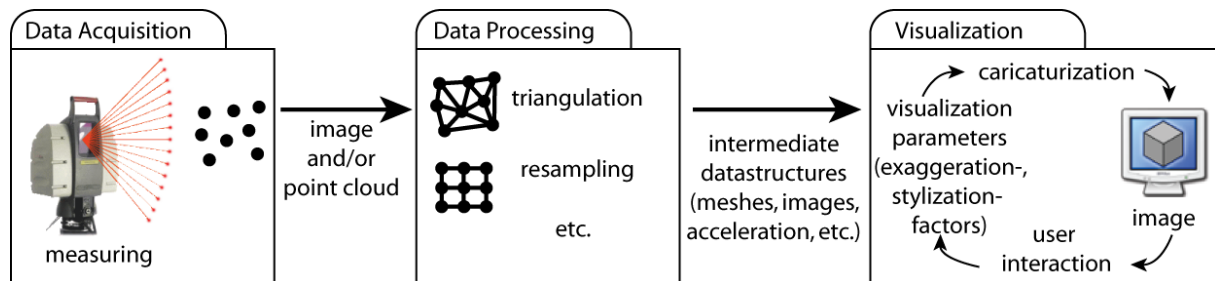 Data Acquisition
measuring
image
and/or
point cloud
Data Processing
triangulation
resampling
etc.
intermediate
datastructures
(meshes, images,
acceleration, etc.)
Visualization
caricaturization
visualization
parameters
(exaggeration-,
stylization-
factors)
image
user
interaction